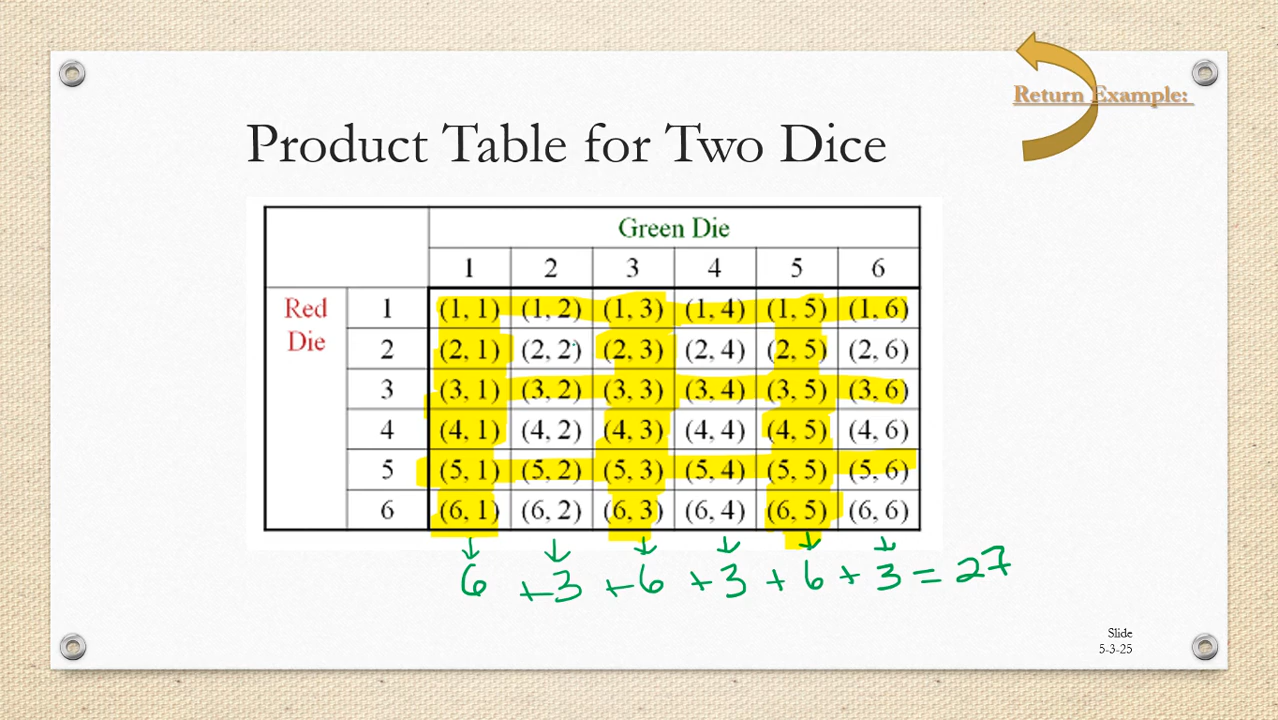 Return Example:
Product Table for Two Dice
Green Die
1 2 3 4 5 6
Red 1 (1, 1) (1, 2) (1, 3) (1, 4) (1, 5) (1, 6)
Die 2 (2, 1) (2, 2) (2, 3) (2, 4) (2, 5) (2, 6)
3 (3, 1) (3, 2) (3, 3) (3, 4) (3, 5) (3, 6)
4 (4, 1) (4, 2) (4, 3) (4, 4) (4, 5) (4, 6)
5 (5, 1) (5, 2) (5, 3) (5, 4) (5, 5) (5, 6)
6 (6, 1) (6, 2) (6, 3) (6, 4) (6, 5) (6, 6)
6 + 3 + 6 + 3 + 6 + 3 = 27
Slide
5-3-25